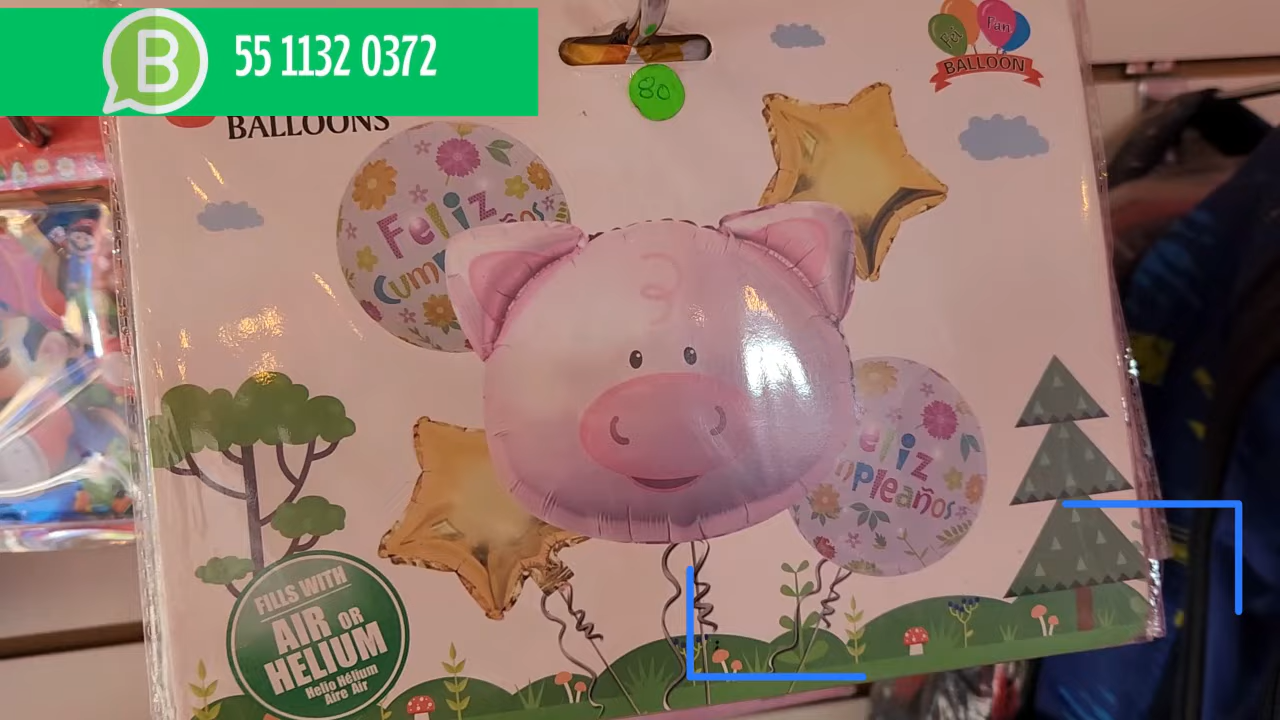 B 55 1132 0372
80
Fei Fan
BALLOON
BALLOONS
Feliz
Cum
eliz
mpleaños
FILLS WITH
AIR OR
HELIUM
Helio Hélium
Aire Air